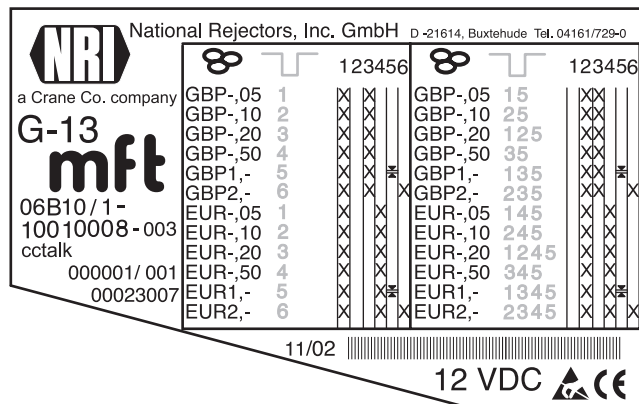 NRI
National Rejectors, Inc. GmbH D -21614, Buxtehude Tel. 04161/729-0
a Crane Co. company
G-13
mft
06B10 / 1 -
10010008 - 003
cctalk
000001/ 001
00023007
123456
GBP-,05 1 X X
GBP-,10 2 X X
GBP-,20 3 X X
GBP-,50 4 X X
GBP1,- 5 X X
GBP2,- 6 X X X
EUR-,05 1 X X
EUR-,10 2 X X
EUR-,20 3 X X
EUR-,50 4 X X
EUR1,- 5 X X
EUR2,- 6 X X X
123456
GBP-,05 15 X X
GBP-,10 25 X X
GBP-,20 125 X X
GBP-,50 35 X X
GBP1,- 135 X X
GBP2,- 235 X X X
EUR-,05 145 X X
EUR-,10 245 X X
EUR-,20 1245 X X
EUR-,50 345 X X
EUR1,- 1345 X X
EUR2,- 2345 X X X
11/02
12 VDC CE